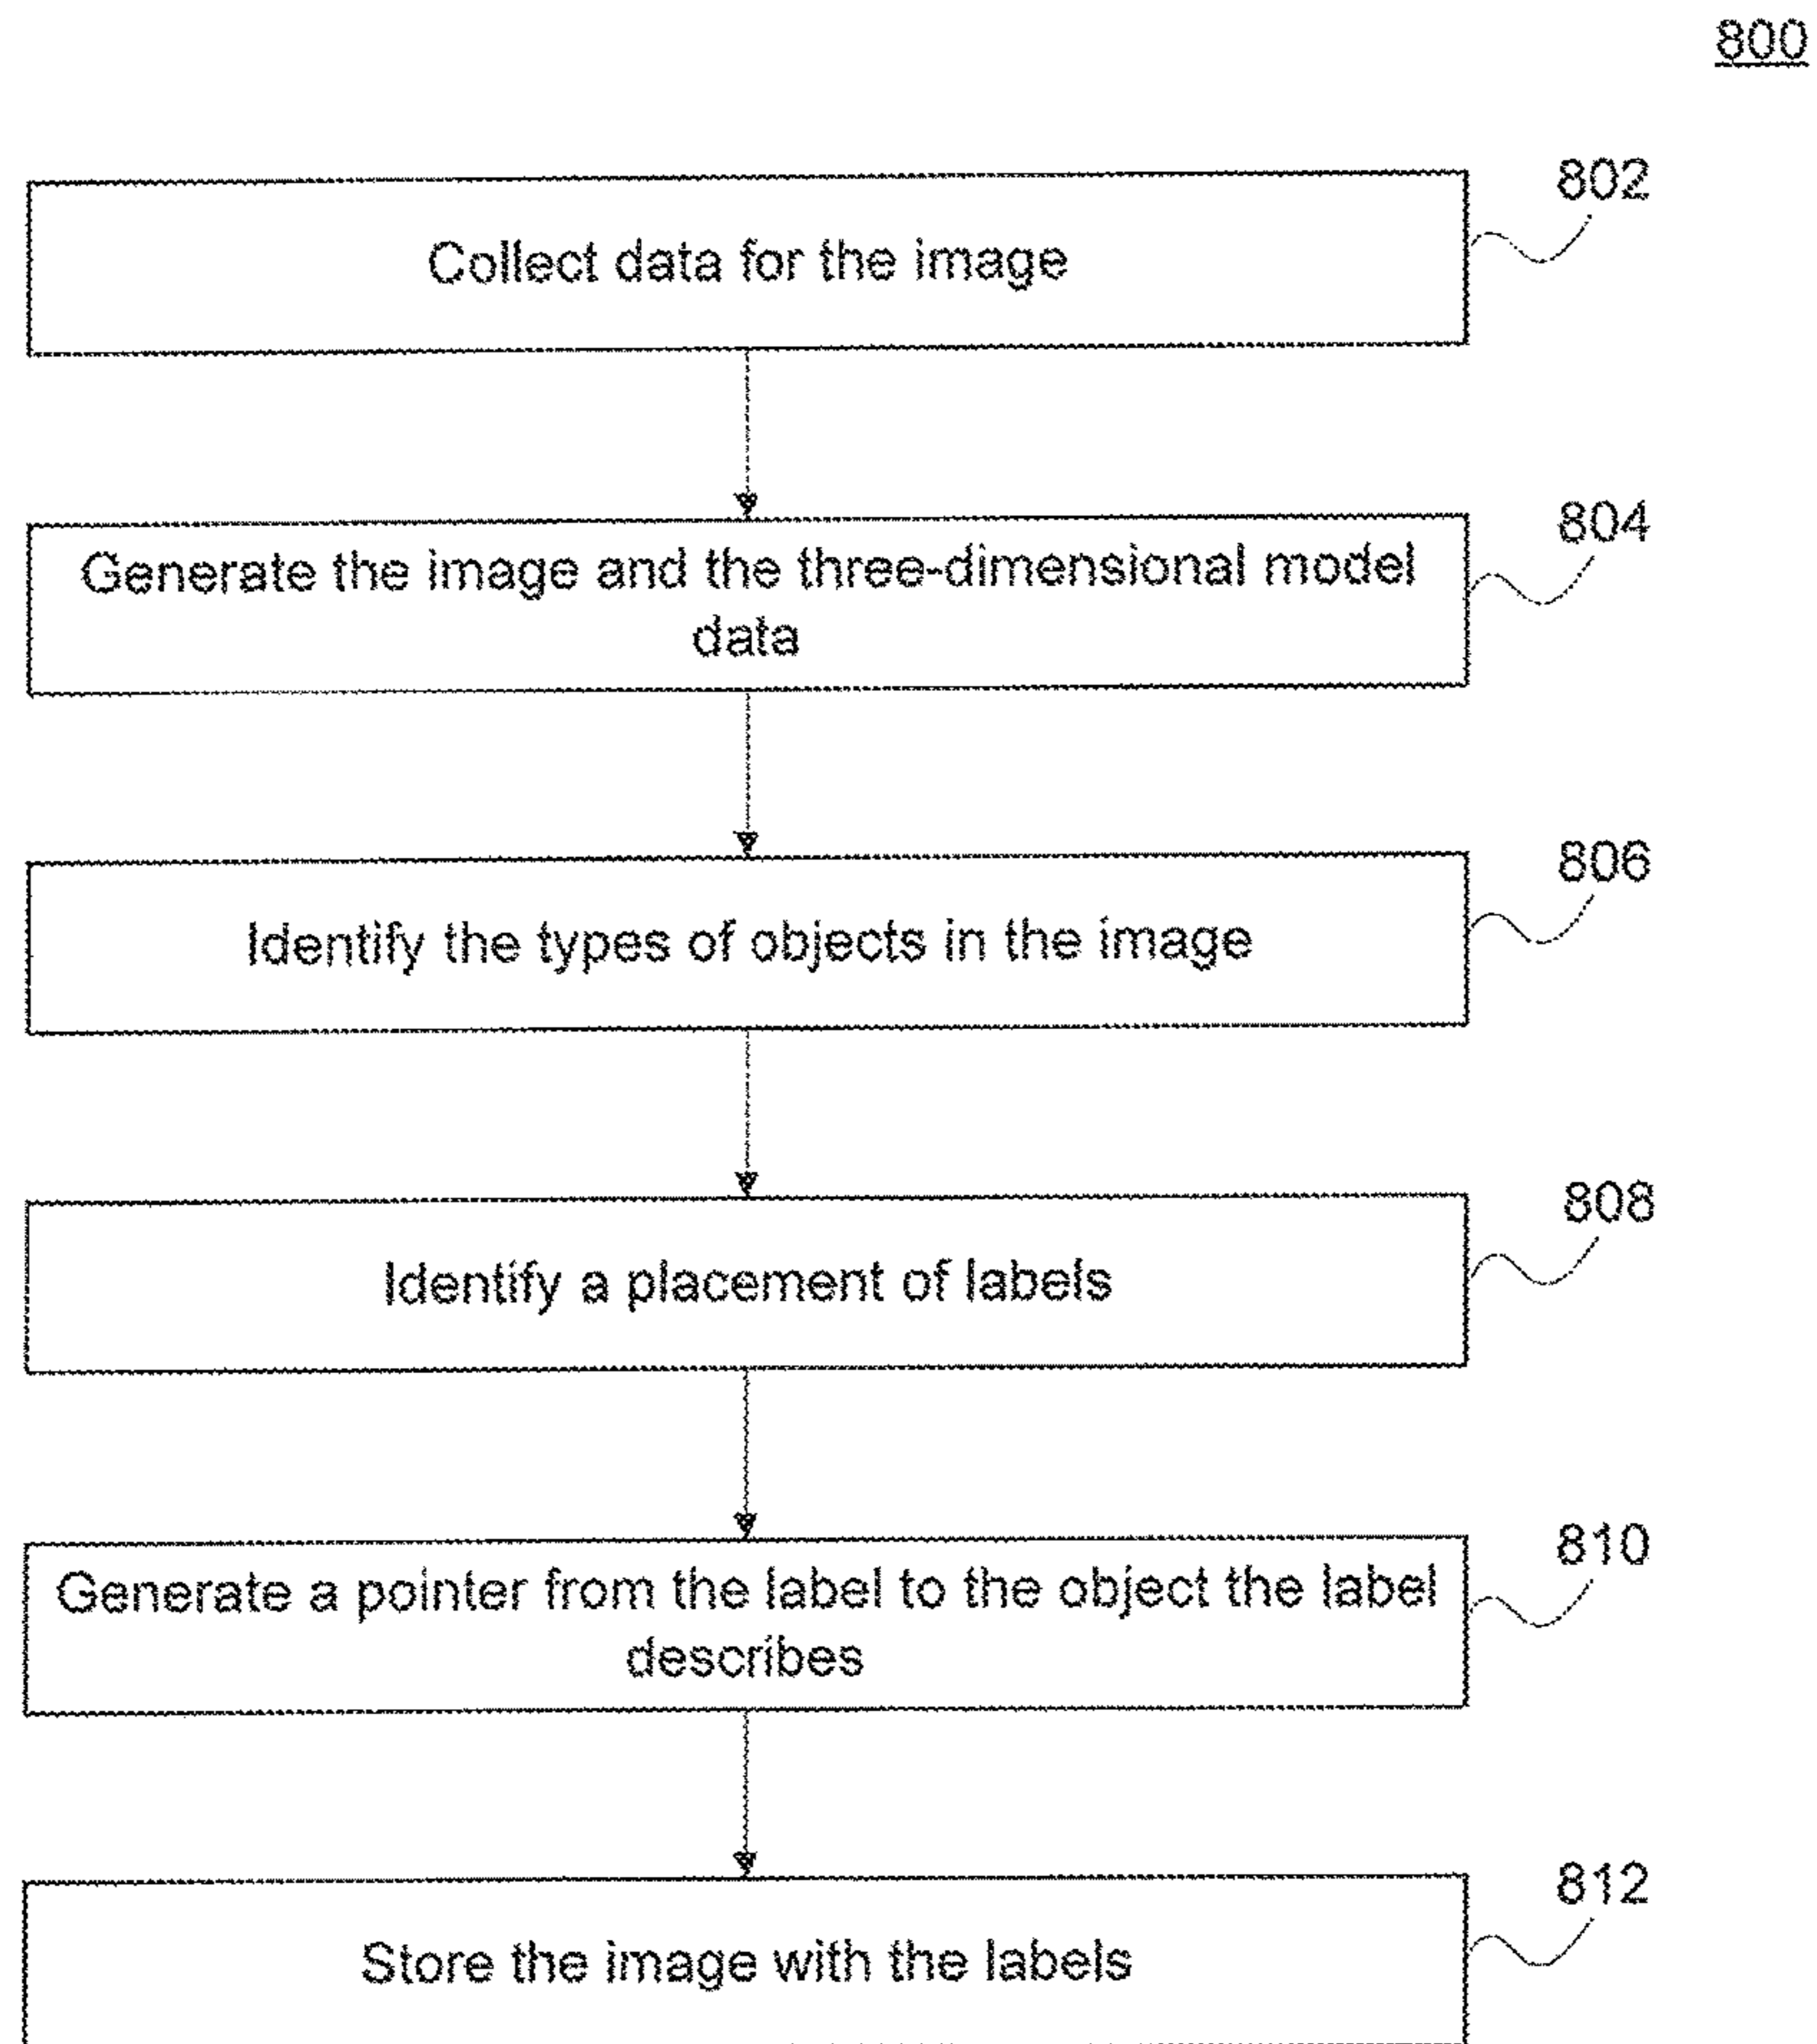 800
802
Collect data for the image
804
Generate the image and the three-dimensional model
data
806
Identify the types of objects in the image
808
Identify a placement of labels
810
Generate a pointer from the label to the object the label
describes
812
Store the image with the labels